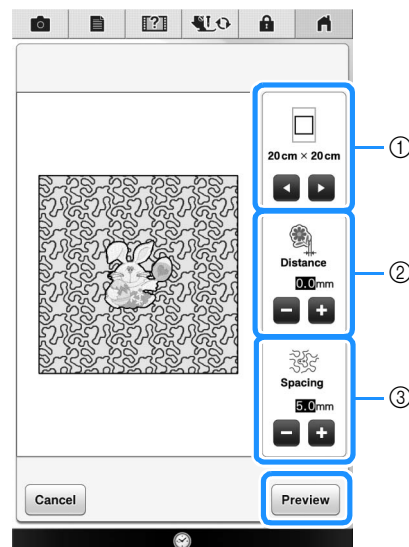 20 cm × 20 cm
①
Distance
0.0mm
②
Spacing
5.0mm
③
Cancel
Preview